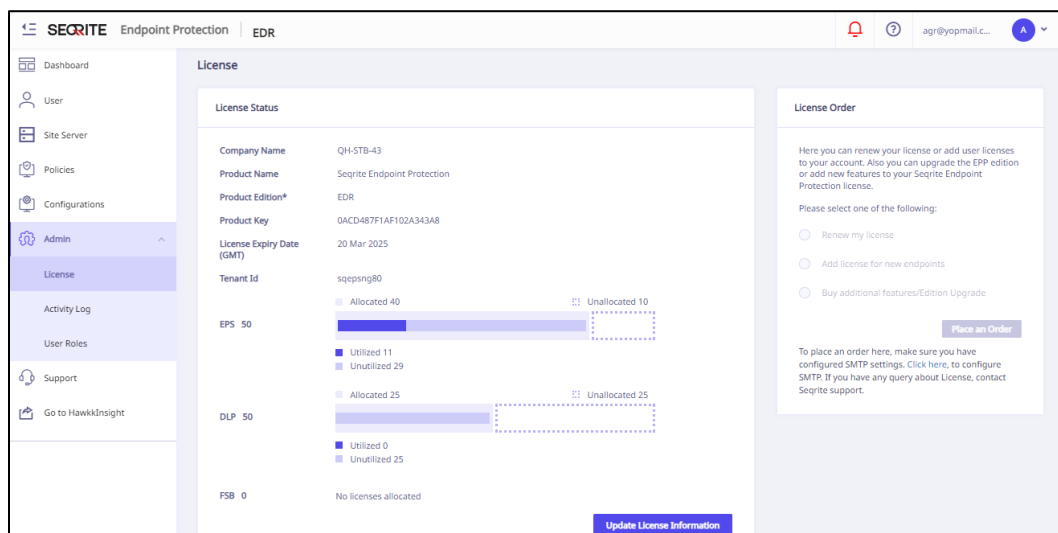 SEQRITE Endpoint Protection EDR
agr@yopmail.c...
A
Dashboard
User
Site Server
Policies
Configurations
Admin
License
Activity Log
User Roles
Support
Go to HawkkInsight
License
License Status
Company Name QH-STB-43
Product Name Seqrite Endpoint Protection
Product Edition* EDR
Product Key 0ACD487F1AF102A343A8
License Expiry Date
(GMT)
20 Mar 2025
Tenant Id sqepsng80
Allocated 40 Unallocated 10
EPS 50
Utilized 11
Unutilized 29
Allocated 25 Unallocated 25
DLP 50
Utilized 0
Unutilized 25
FSB 0 No licenses allocated
Update License Information
License Order
Here you can renew your license or add user licenses
to your account. Also you can upgrade the EPP edition
or add new features to your Seqrite Endpoint
Protection license.
Please select one of the following:
Renew my license
Add license for new endpoints
Buy additional features/Edition Upgrade
Place an Order
To place an order here, make sure you have
configured SMTP settings. Click here, to configure
SMTP. If you have any query about License, contact
Seqrite support.